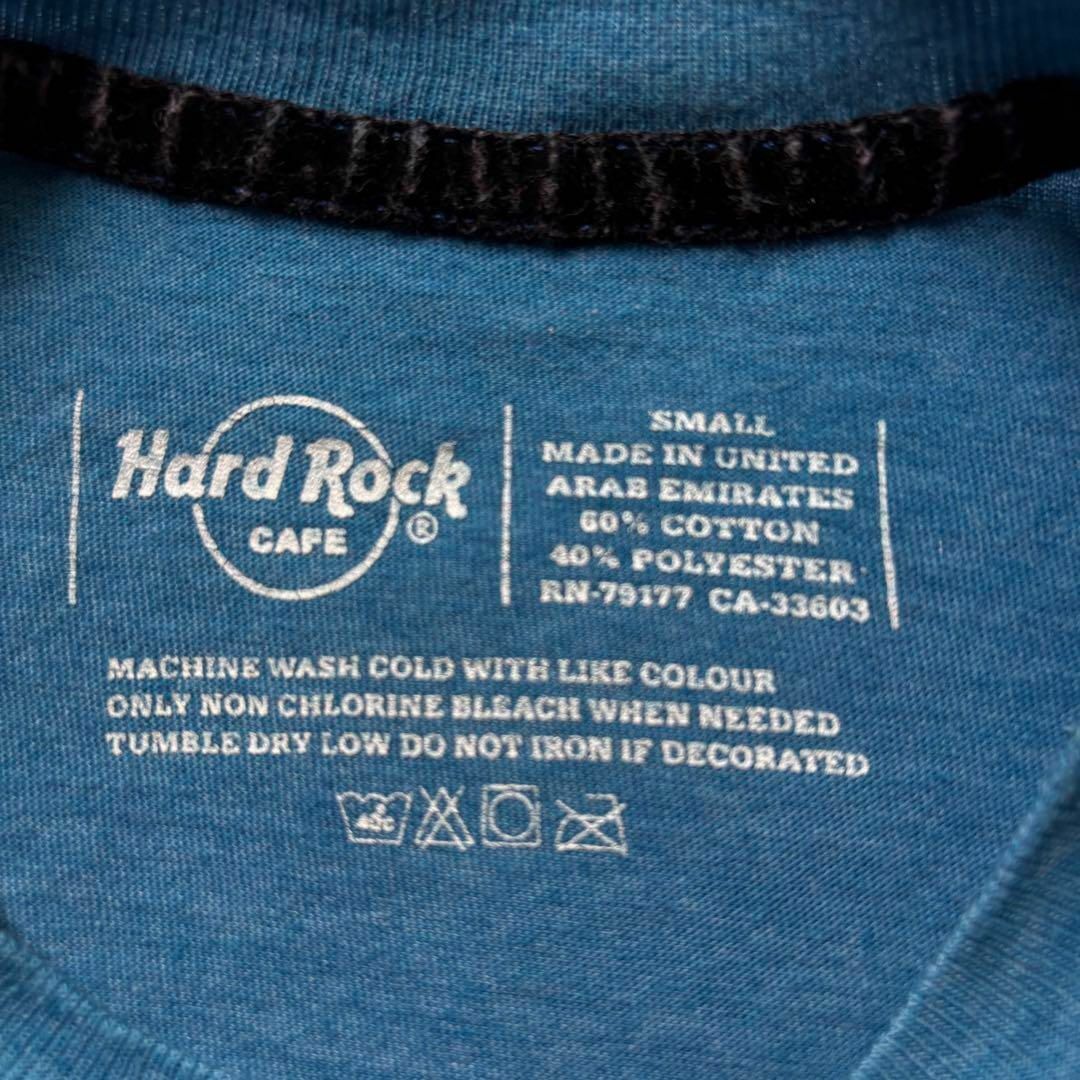 Hard Rock
CAFE
®
SMALL
MADE IN UNITED
ARAB EMIRATES
60% COTTON
40% POLYESTER
RN-79177 CA-33603
MACHINE WASH COLD WITH LIKE COLOUR
ONLY NON CHLORINE BLEACH WHEN NEEDED
TUMBLE DRY LOW DO NOT IRON IF DECORATED